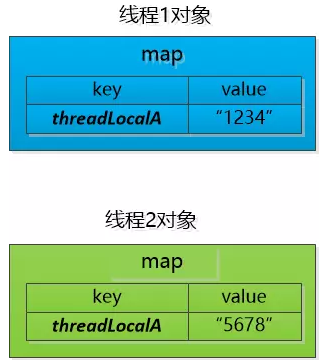 线程1对象
map
key value
threadLocalA “1234”
线程2对象
map
key value
threadLocalA “5678”